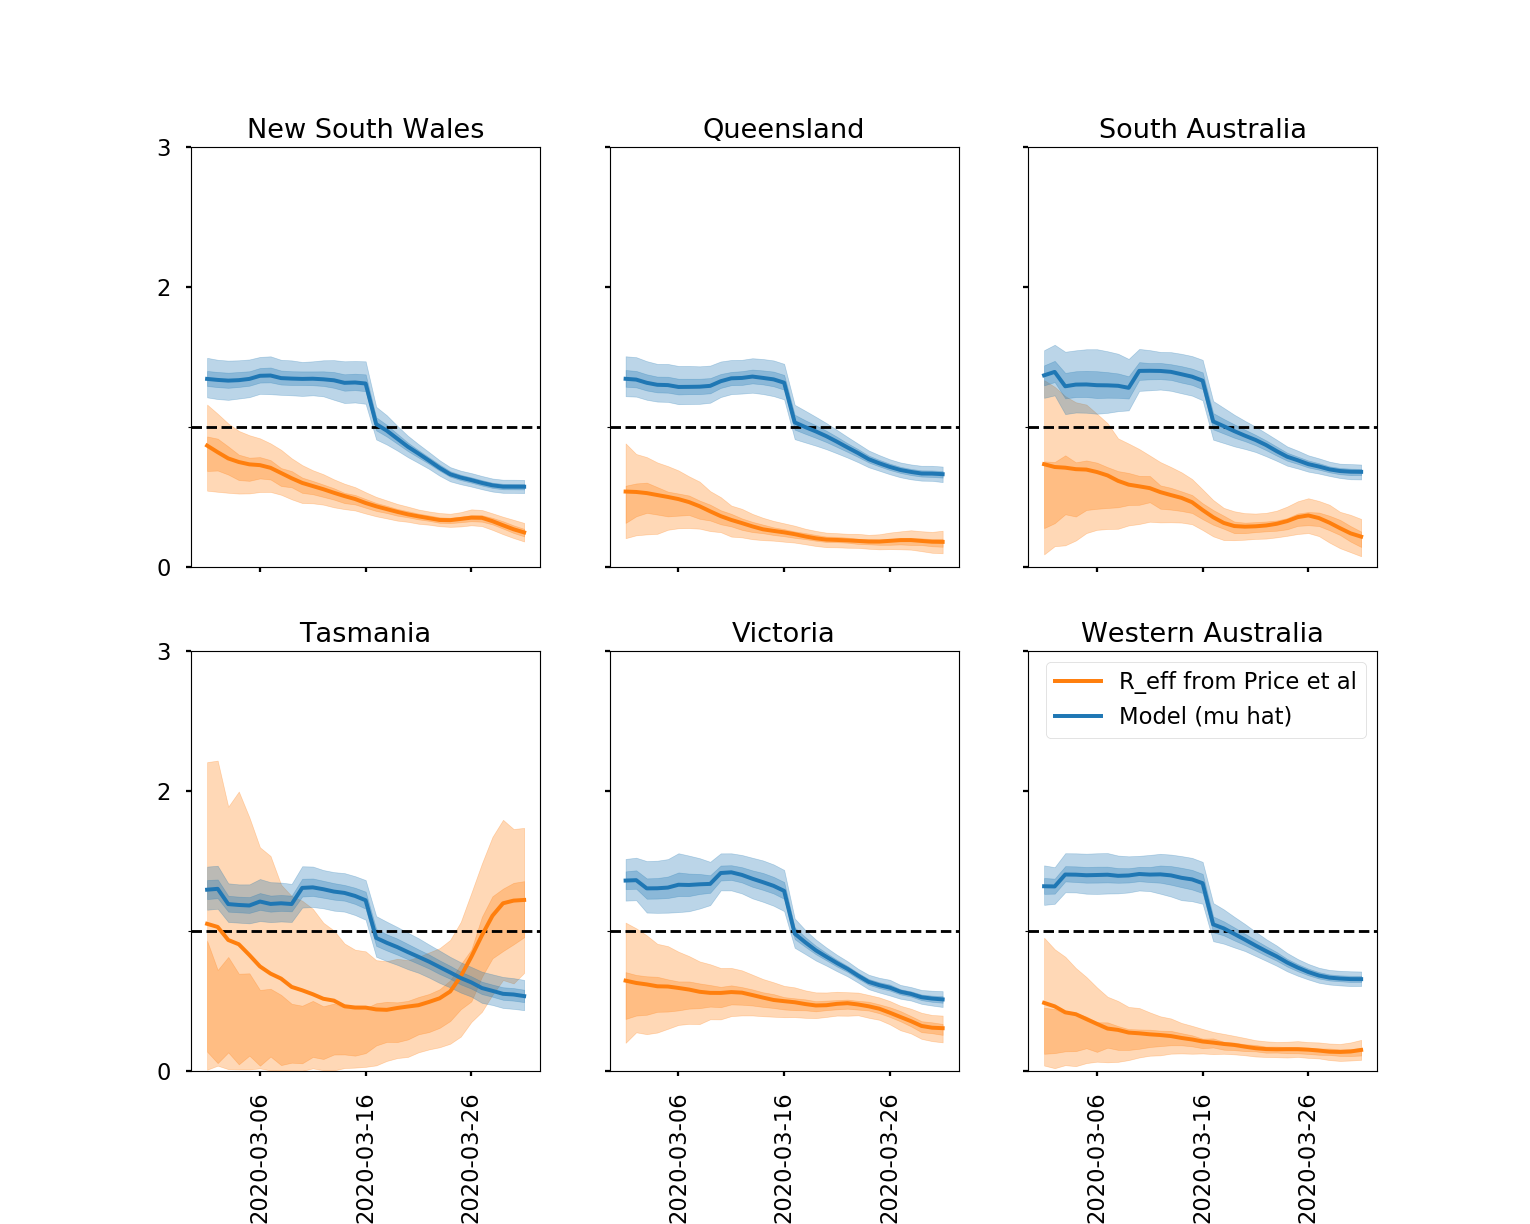 New South Wales
Queensland
South Australia
3
2
0
Tasmania
Victoria
Western Australia
3
2
0
R_eff from Price et al
Model (mu hat)
2020-03-06
2020-03-16
2020-03-26
2020-03-06
2020-03-16
2020-03-26
2020-03-06
2020-03-16
2020-03-26